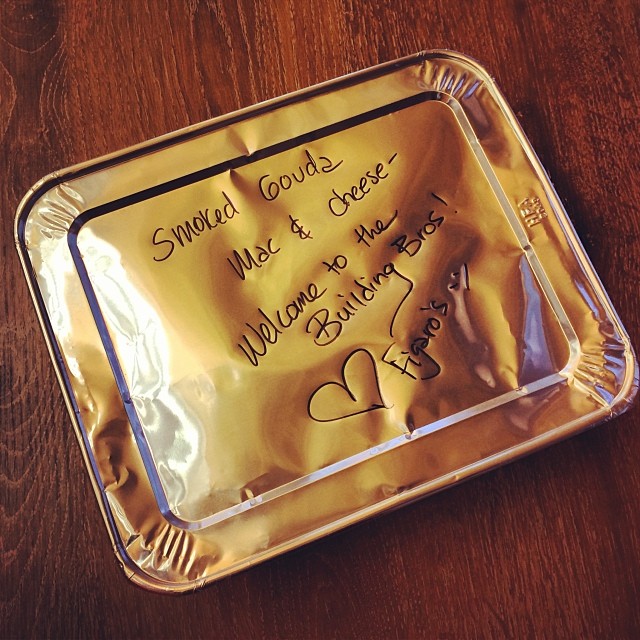 Smoked Gouda
Mac & cheese-
Welcome to the
Building Bros!
♡ Figaro's :)